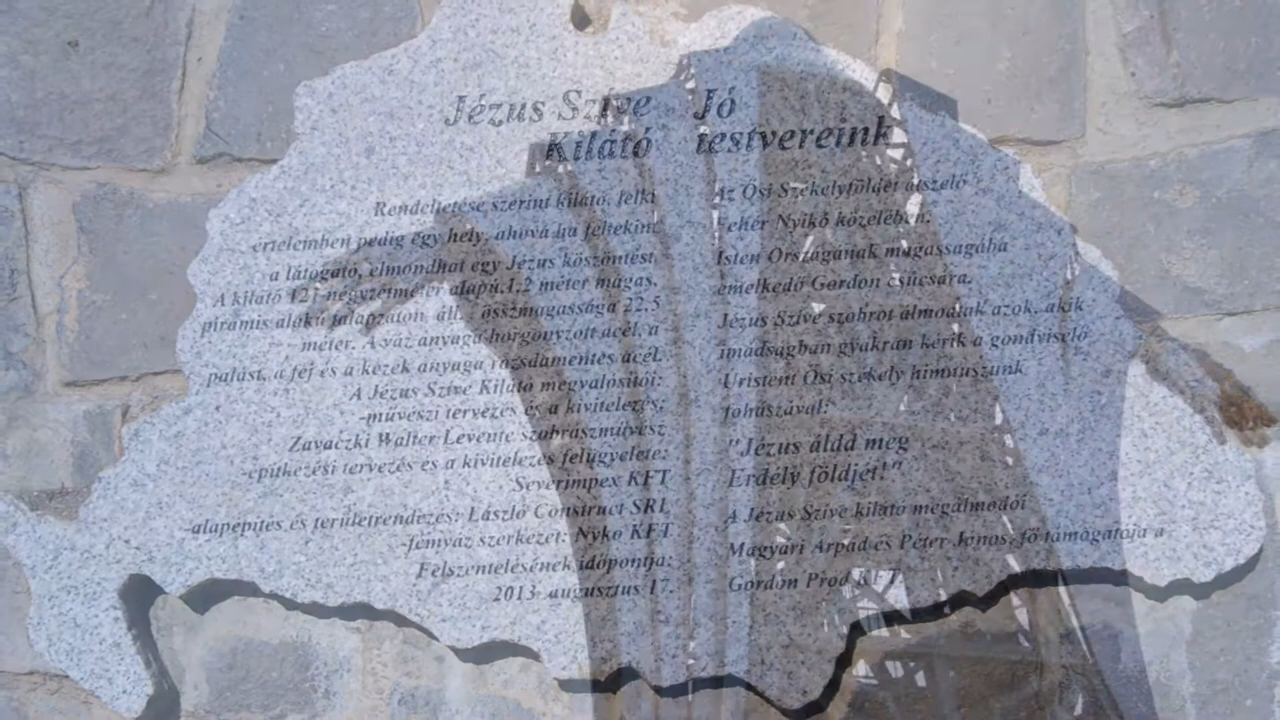 Jézus Szíve
Kilátó
Rendeltetése szerint kilátó, lelki
értelemben pedig egy hely, ahová ha feltekint
a látogató, elmondhat egy Jézus köszöntést.
A kilátó 121 négyzetméter alapú,1,2 méter magas,
piramis alakú talapzaton áll, összmagassága 22,5
méter. A váz anyaga horgonyzott acél, a
palást, a fej és a kezek anyaga rozsdamentes acél.
A Jézus Szíve Kilátó megvalósítói:
-művészi tervezés és a kivitelezés:
Zavaczki Walter Levente szobrászművész
-építkezési tervezés és a kivitelezés felügyelete:
Severimpex KFT
-alapépítés és területrendezés: László Construct SRL
-fémváz szerkezet: Nyko KFT
Felszentelésének időpontja:
2013 augusztus 17.
Jó
testvéreink
Az Ősi Székelyföldet átszelő
Fehér Nyikó közelében,
Isten Országának magasságába
emelkedő Gordon csúcsára,
Jézus Szíve szobrot álmodtak azok, akik
imádságban gyakran kérik a gondviselő
Úristent Ősi székely himnuszunk
fohászával:
"Jézus áldd meg
Erdély földjét!"
A Jézus Szíve kilátó megálmodói
Magyari Árpád és Péter János, fő támogatója a
Gordon Prod KFT